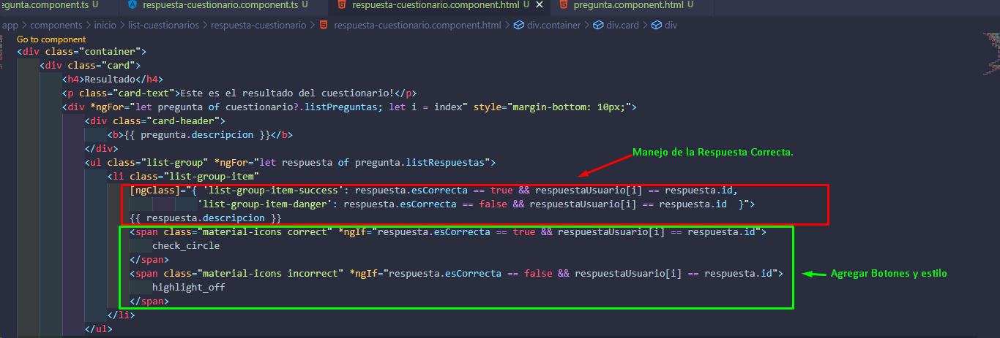 egunta.component.ts U respuesta-cuestionario.component.ts U respuesta-cuestionario.component.html U × pregunta.component.html U
app > components > inicio > list-cuestionarios > respuesta-cuestionario > respuesta-cuestionario.component.html > div.container > div.card > div
Go to component
<div class="container">
<div class="card">
<h4>Resultado</h4>
<p class="card-text">Este es el resultado del cuestionario!</p>
<div *ngFor="let pregunta of cuestionario?.listPreguntas; let i = index" style="margin-bottom: 10px;">
<div class="card-header">
<b>{{ pregunta.descripcion }}</b>
</div>
Manejo de la Respuesta Correcta.
<ul class="list-group" *ngFor="let respuesta of pregunta.listRespuestas">
<li class="list-group-item"
[ngClass]="{ 'list-group-item-success': respuesta.esCorrecta == true && respuestaUsuario[i] == respuesta.id,
'list-group-item-danger': respuesta.esCorrecta == false && respuestaUsuario[i] == respuesta.id }">
{{ respuesta.descripcion }}
<span class="material-icons correct" *ngIf="respuesta.esCorrecta == true && respuestaUsuario[i] == respuesta.id">
check_circle
</span>
<span class="material-icons incorrect" *ngIf="respuesta.esCorrecta == false && respuestaUsuario[i] == respuesta.id">
Agregar Botones y estilo
highlight_off
</span>
</li>
</ul>